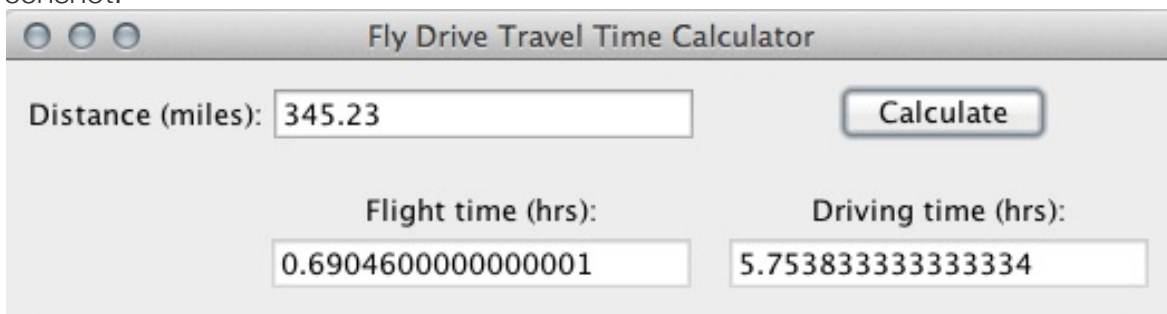 Fly Drive Travel Time Calculator
Distance (miles): 345.23 Calculate
Flight time (hrs): Driving time (hrs):
0.6904600000000001 5.753833333333334